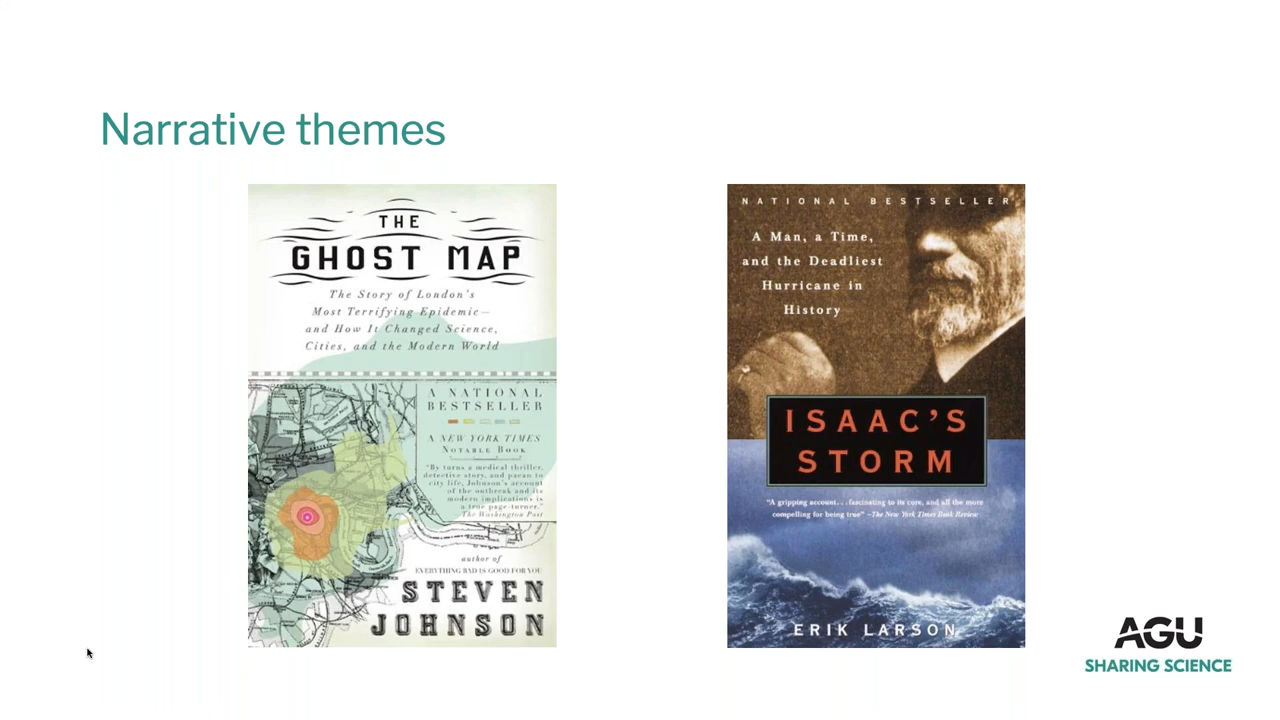 Narrative themes
THE
GHOST MAP
The Story of London's
Most Terrifying Epidemic—
and How It Changed Science,
Cities, and the Modern World
A NATIONAL
BESTSELLER
A NEW YORK TIMES
NOTABLE BOOK
"By turns a medical thriller,
detective story, and paean to
city life, Johnson's account
of the outbreak and its
modern implications is
a true page-turner."
The Washington Post
author of
EVERYTHING BAD IS GOOD FOR YOU
STEVEN
JOHNSON
NATIONAL BESTSELLER
A Man, a Time,
and the Deadliest
Hurricane in
History
ISAAC'S
STORM
"A gripping account . . . fascinating to its core, and all the more
compelling for being true" –The New York Times Book Review
ERIK LARSON
AGU
SHARING SCIENCE